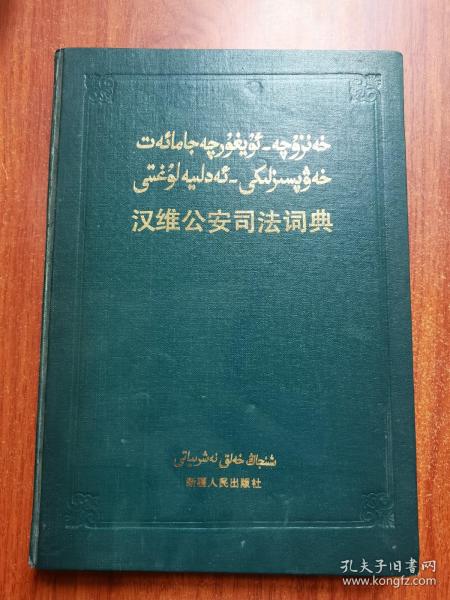 خەنزۇچە-ئۇيغۇرچە جامائەت
خەۋپسىزلىكى-ئەدلىيە لۇغىتى
汉维公安司法词典
شىنجاڭ خەلق نەشرىياتى
新疆人民出版社
孔夫子旧书网
www.kongfz.com